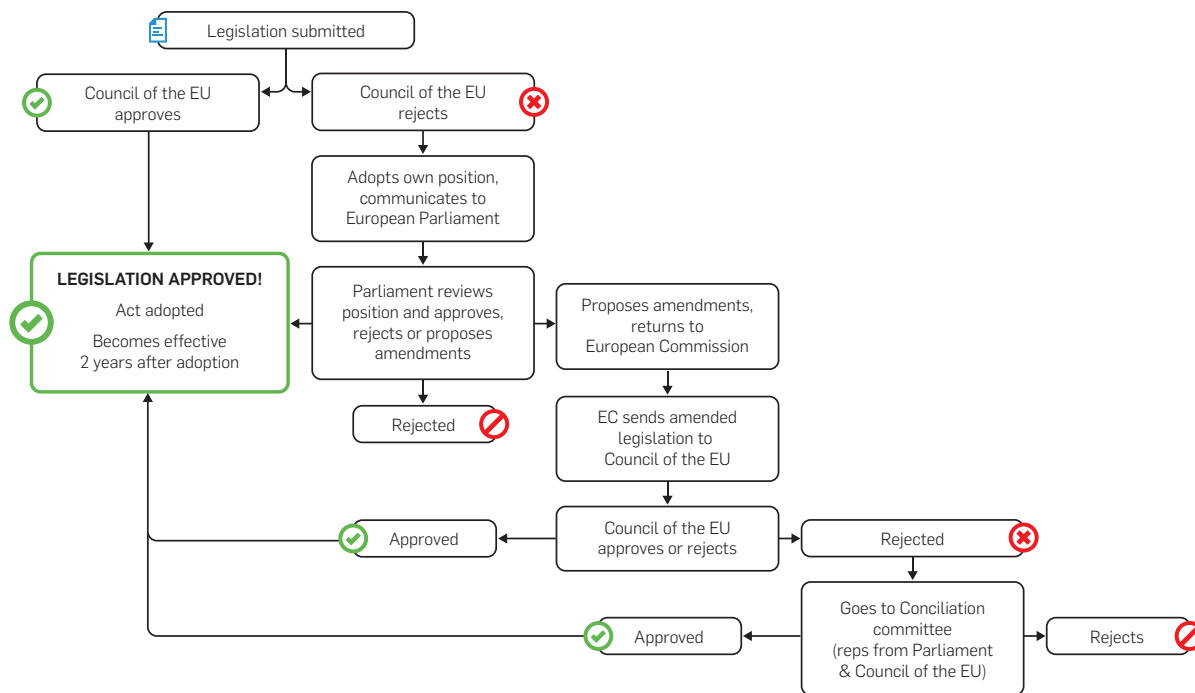 Legislation submitted
Council of the EU
approves
Council of the EU
rejects
Adopts own position,
communicates to
European Parliament
LEGISLATION APPROVED!
Act adopted
Becomes effective
2 years after adoption
Parliament reviews
position and approves,
rejects or proposes
amendments
Proposes amendments,
returns to
European Commission
Rejected
EC sends amended
legislation to
Council of the EU
Approved
Council of the EU
approves or rejects
Rejected
Approved
Goes to Conciliation
committee
(reps from Parliament
& Council of the EU)
Rejects